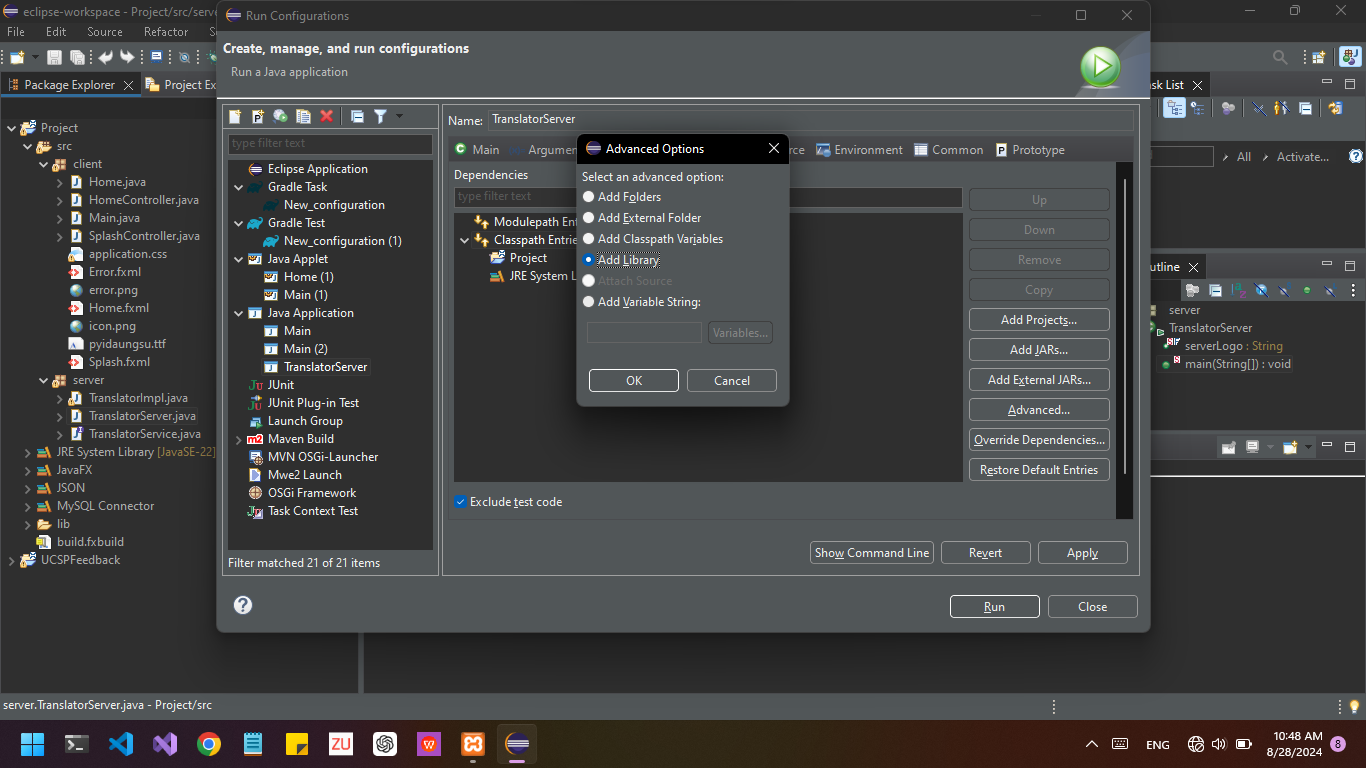 eclipse-workspace - Project/src/serve
Run Configurations
File Edit Source Refactor S
Create, manage, and run configurations
Run a Java application
Package Explorer
Project Ex
ask List
Name: TranslatorServer
type filter text
Main Argumen rce Environment Common Prototype
Advanced Options
Select an advanced option:
Add Folders
Add External Folder
Add Classpath Variables
Add Library
Attach Source
Add Variable String:
Variables...
OK Cancel
Dependencies
type filter text
Modulepath Ent
Classpath Entrie
Project
JRE System L
Up
Down
Remove
Copy
Add Projects...
Add JARs...
Add External JARs...
Advanced...
Override Dependencies...
Restore Default Entries
Exclude test code
Show Command Line Revert Apply
Run Close
Eclipse Application
Gradle Task
New_configuration
Gradle Test
New_configuration (1)
Java Applet
Home (1)
Main (1)
Java Application
Main
Main (2)
TranslatorServer
JUnit
JUnit Plug-in Test
Launch Group
Maven Build
m2
MVN OSGi-Launcher
Mwe2 Launch
OSGi Framework
Task Context Test
Filter matched 21 of 21 items
Project
src
client
Home.java
HomeController.java
Main.java
SplashController.java
application.css
Error.fxml
error.png
Home.fxml
icon.png
pyidaungsu.ttf
Splash.fxml
server
TranslatorImpl.java
TranslatorServer.java
TranslatorService.java
JRE System Library [JavaSE-22]
JavaFX
JSON
MySQL Connector
lib
build.fxbuild
UCSPFeedback
All Activate...
utline
server
TranslatorServer
serverLogo : String
main(String[]) : void
server.TranslatorServer.java - Project/src
ZU
ENG
10:48 AM
8/28/2024
8